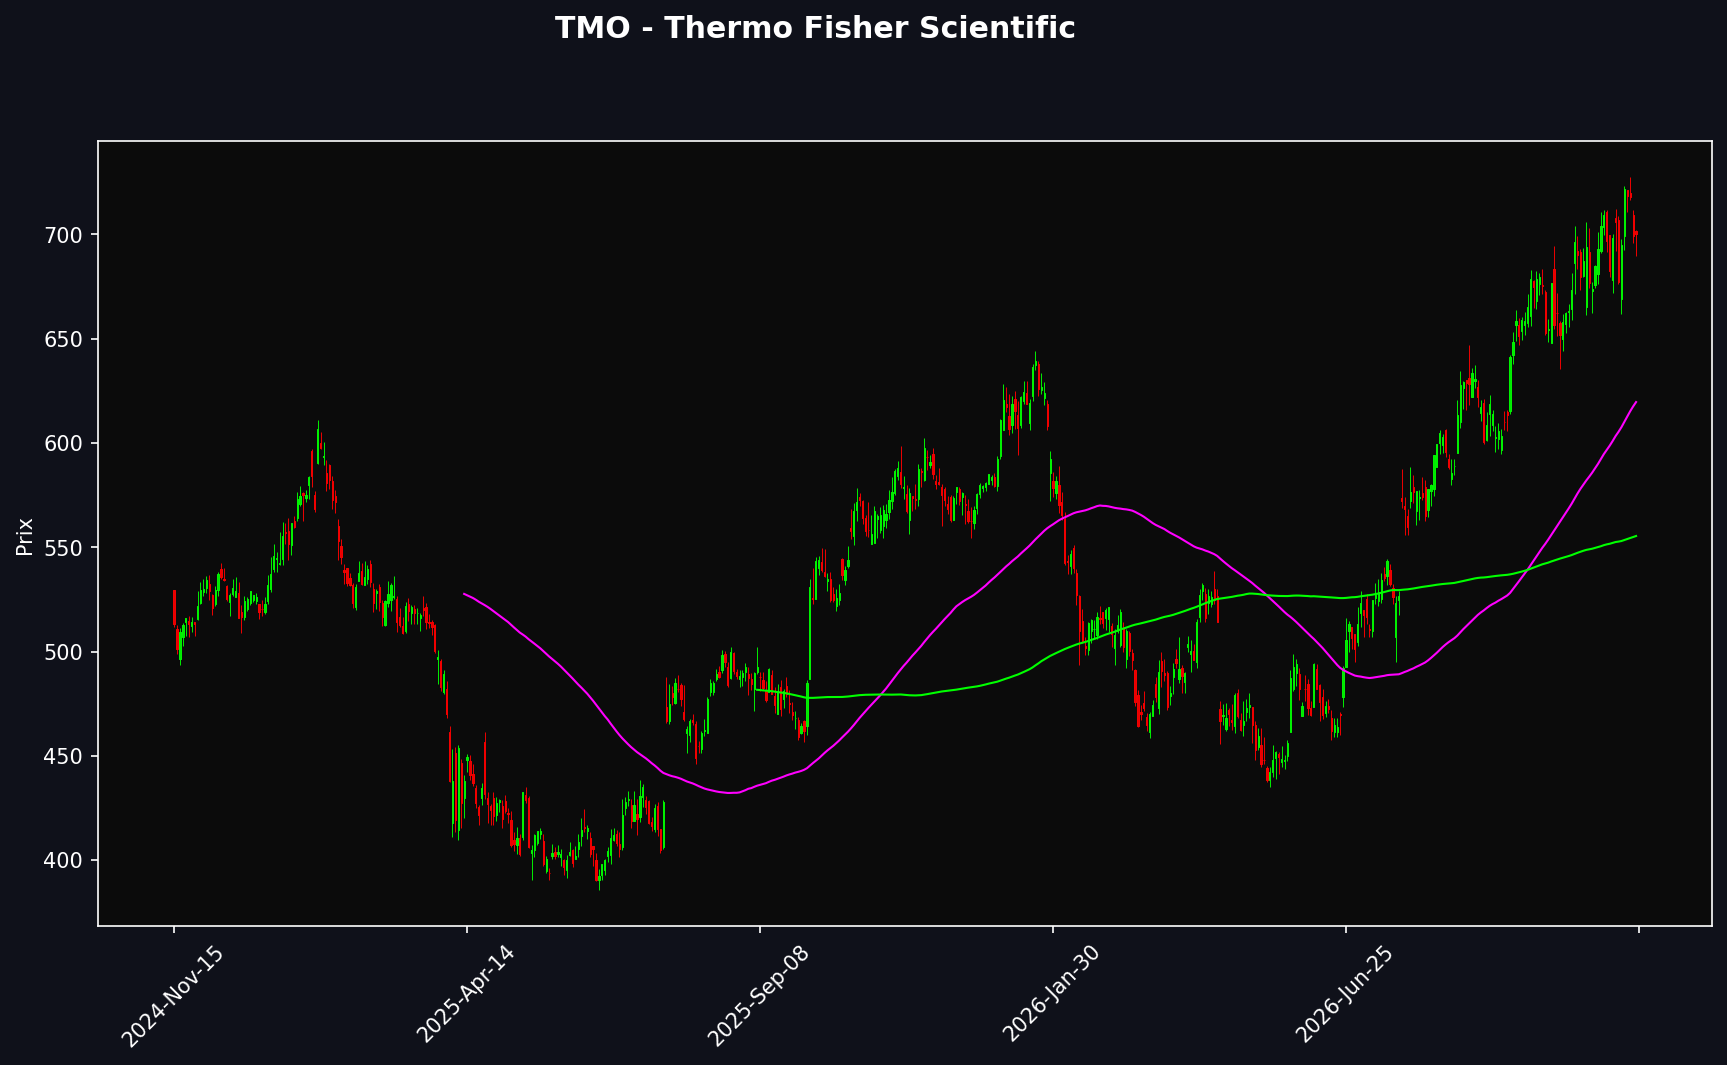 TMO - Thermo Fisher Scientific
Prix
700
650
600
550
500
450
400
2024-Nov-15
2025-Apr-14
2025-Sep-08
2026-Jan-30
2026-Jun-25